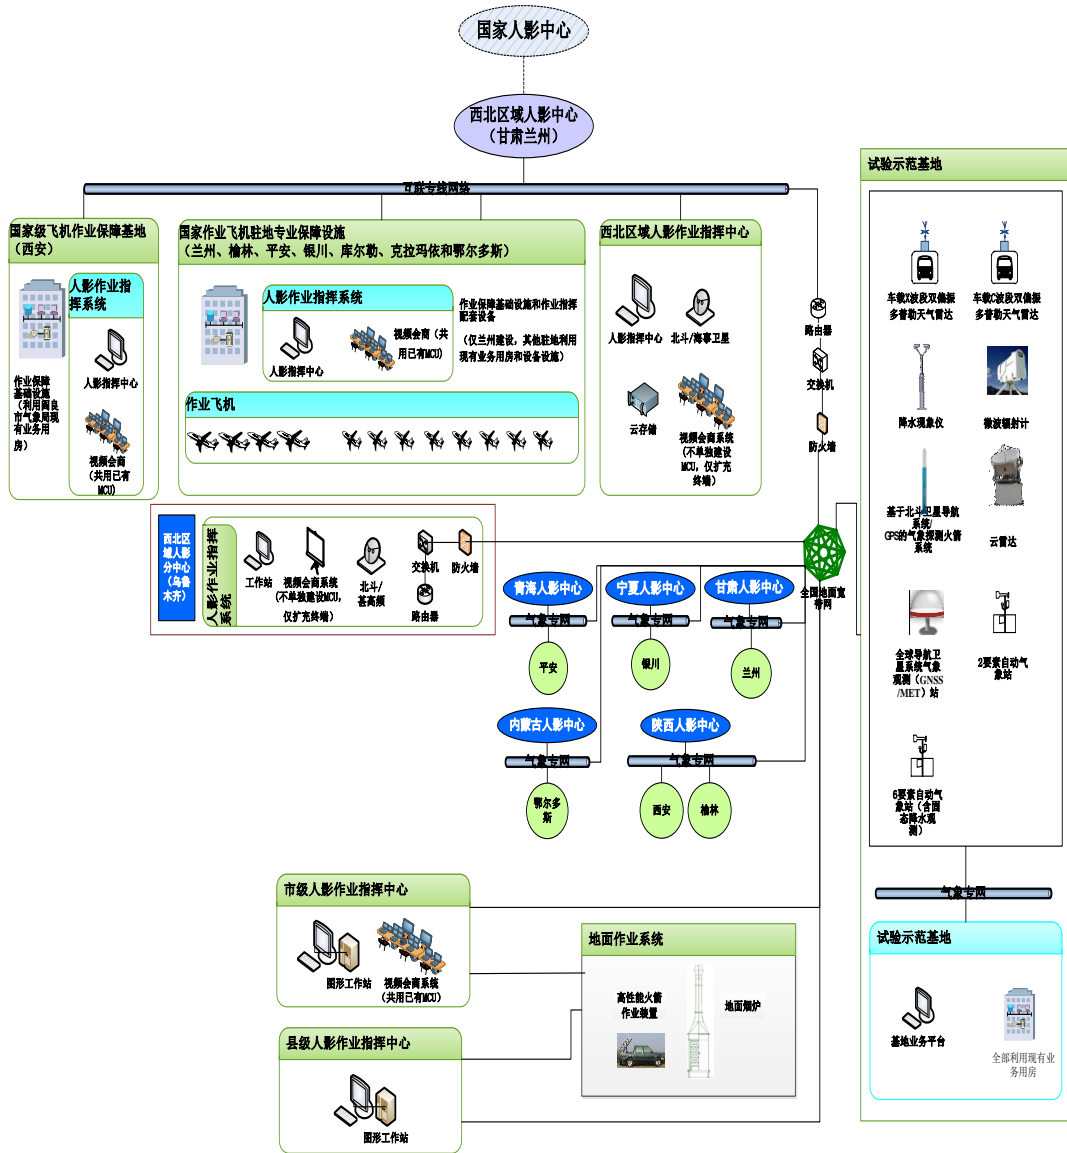 国家人影中心
西北区域人影中心
（甘肃兰州）
互联专线网络
国家级飞机作业保障基地
（西安）
人影作业指
挥系统
人影指挥中心
作业保障
基础设施
（利用阎良
市气象局现
有业务用
房）
视频会商
（共用已有
MCU)
国家作业飞机驻地专业保障设施
（兰州、榆林、平安、银川、库尔勒、克拉玛依和鄂尔多斯）
人影作业指挥系统
人影指挥中心
视频会商（共
用已有MCU)
作业保障基础设施和作业指挥
配套设备
（仅兰州建设，其他驻地利用
现有业务用房和设备设施）
作业飞机
西北区域人影作业指挥中心
人影指挥中心
北斗/海事卫星
云存储
视频会商系统
(不单独建设
MCU，仅扩充
终端）
路由器
交换机
防火墙
西北区
域人影
分中心
（乌鲁
木齐）
人影作业指挥
系统
工作站
视频会商系统
(不单独建设MCU，
仅扩充终端）
北斗/
甚高频
交换机
路由器
防火墙
全国地面宽
带网
青海人影中心
气象专网
平安
宁夏人影中心
气象专网
银川
甘肃人影中心
气象专网
兰州
内蒙古人影中心
气象专网
鄂尔多
斯
陕西人影中心
气象专网
西安
榆林
市级人影作业指挥中心
图形工作站
视频会商系统
（共用已有MCU)
县级人影作业指挥中心
图形工作站
地面作业系统
高性能火箭
作业装置
地面烟炉
试验示范基地
车载X波段双偏振
多普勒天气雷达
车载C波段双偏振
多普勒天气雷达
降水现象仪
微波辐射计
基于北斗卫星导航
系统/
GPS的气象探测火箭
系统
云雷达
全球导航卫
星系统气象
观测（GNSS
/MET）站
2要素自动气
象站
6要素自动气
象站（含固
态降水观
测）
气象专网
试验示范基地
基地业务平台
全部利用现有业
务用房